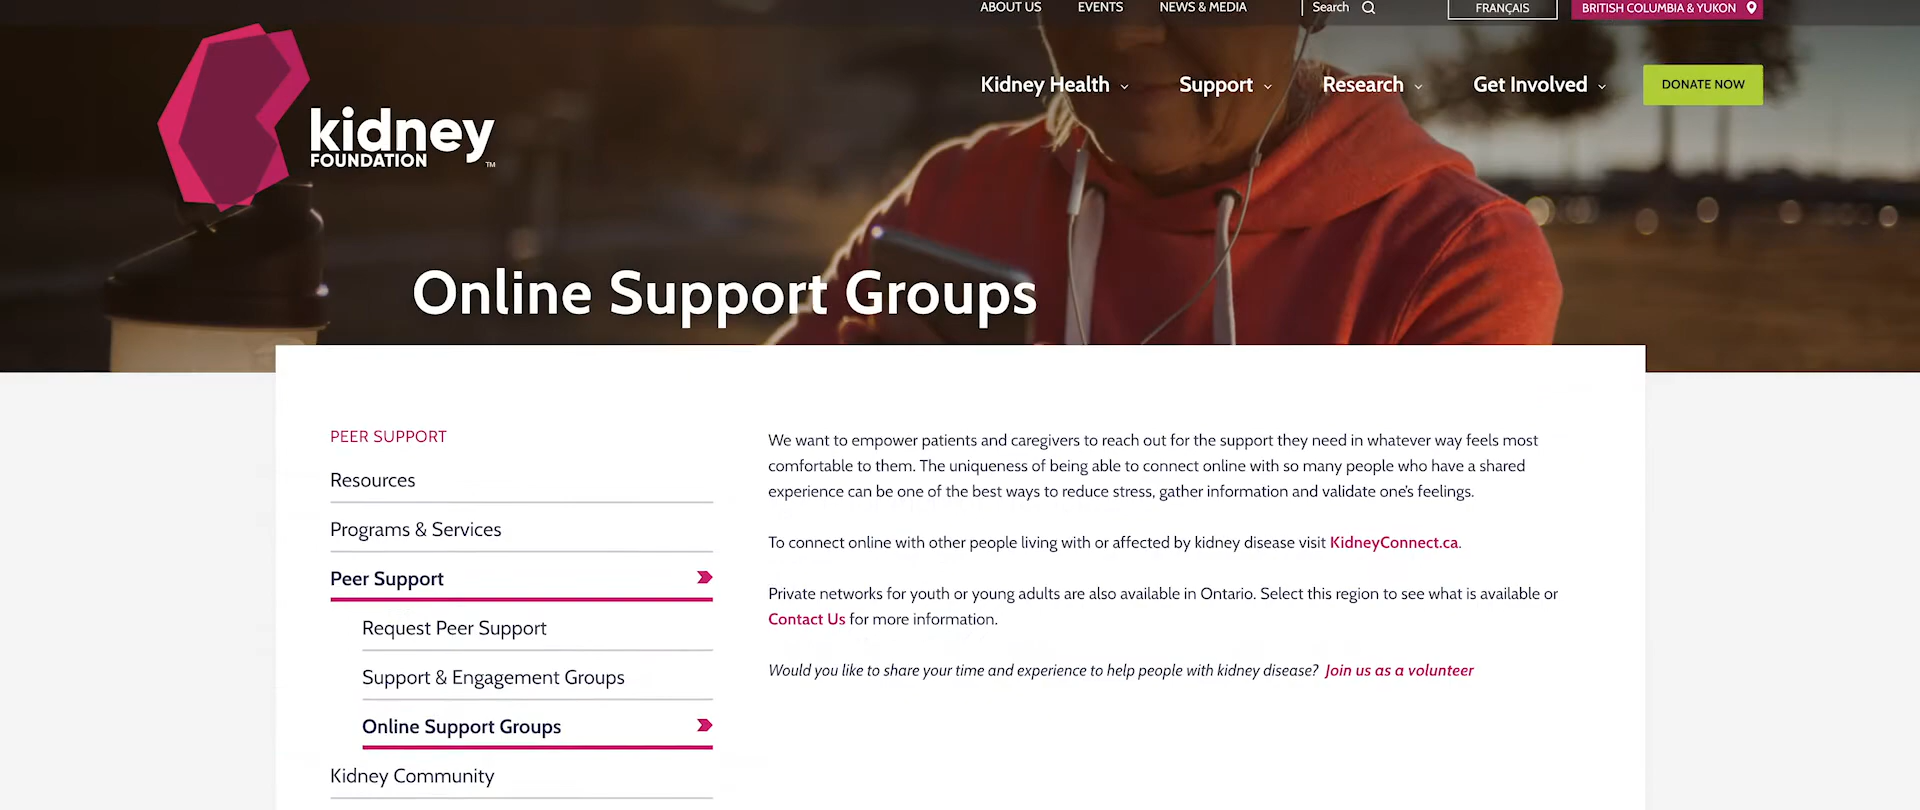 ABOUT US
EVENTS
NEWS & MEDIA
Search
FRANÇAIS
BRITISH COLUMBIA & YUKON
kidney
FOUNDATION
TM
Kidney Health
Support
Research
Get Involved
DONATE NOW
Online Support Groups
PEER SUPPORT
Resources
Programs & Services
Peer Support
Request Peer Support
Support & Engagement Groups
Online Support Groups
Kidney Community
We want to empower patients and caregivers to reach out for the support they need in whatever way feels most
comfortable to them. The uniqueness of being able to connect online with so many people who have a shared
experience can be one of the best ways to reduce stress, gather information and validate one's feelings.
To connect online with other people living with or affected by kidney disease visit KidneyConnect.ca.
Private networks for youth or young adults are also available in Ontario. Select this region to see what is available or
Contact Us for more information.
Would you like to share your time and experience to help people with kidney disease? Join us as a volunteer